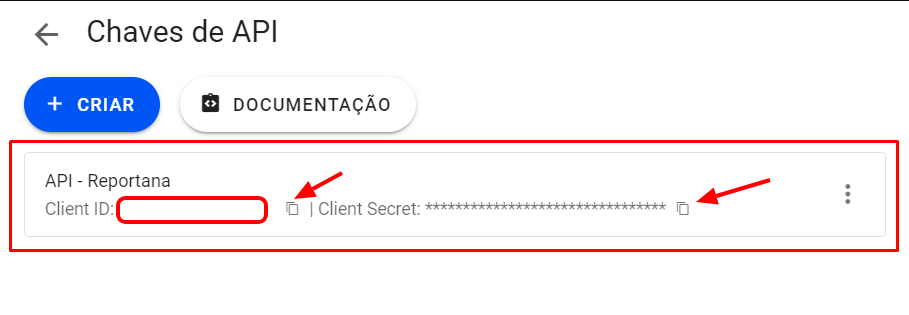 Chaves de API
+ CRIAR
DOCUMENTAÇÃO
API - Reportana
Client ID: | Client Secret: ********************************